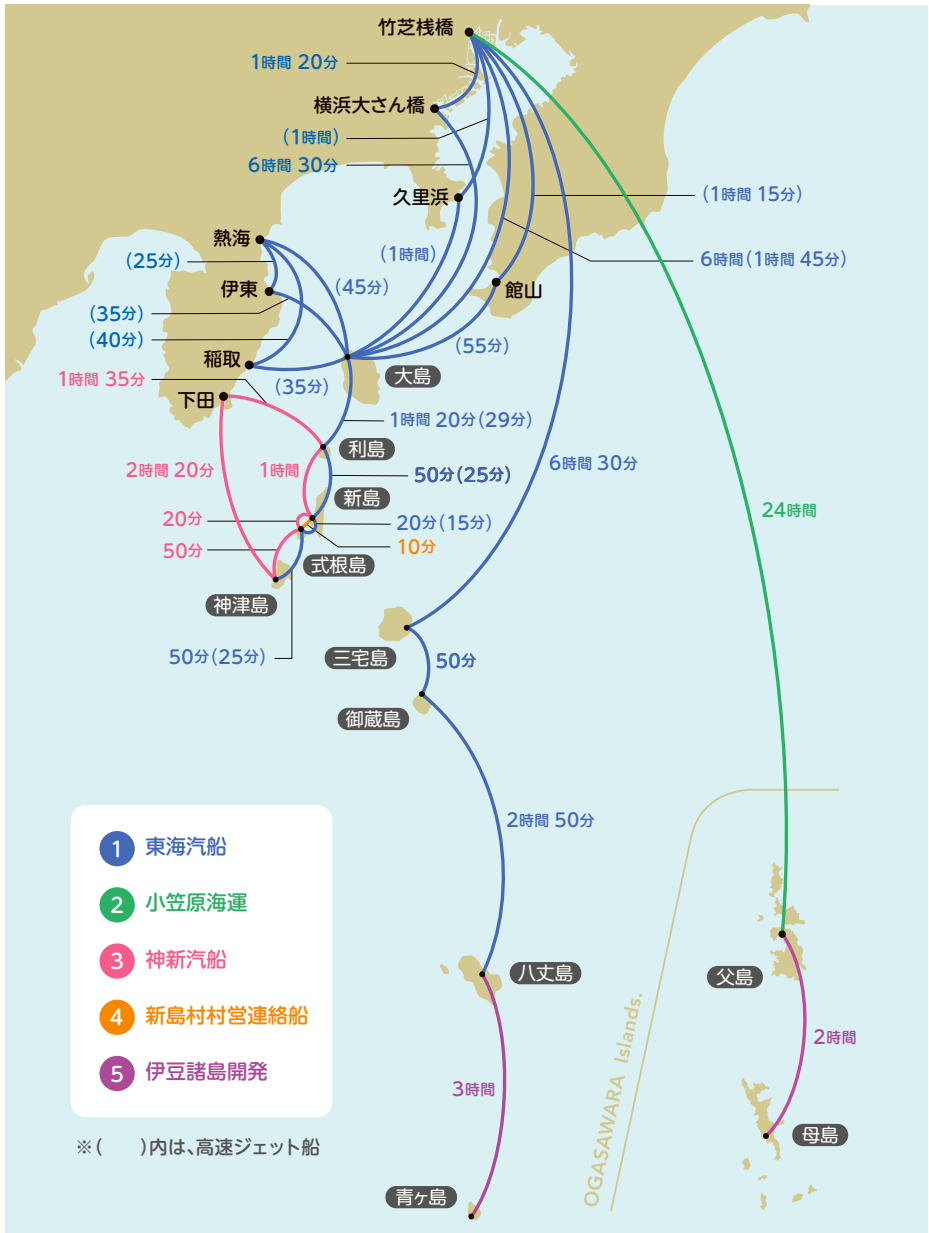 竹芝桟橋
1時間 20分
横浜大さん橋
(1時間)
6時間 30分
久里浜
(1時間 15分)
熱海
(25分)
(1時間)
6時間(1時間 45分)
伊東
(45分)
館山
(35分)
(40分)
(55分)
稲取
大島
1時間 35分
(35分)
下田
1時間 20分(29分)
利島
6時間 30分
2時間 20分
1時間
50分(25分)
新島
24時間
20分
20分(15分)
10分
50分
式根島
神津島
50分(25分)
三宅島
50分
御蔵島
2時間 50分
1 東海汽船
2 小笠原海運
3 神新汽船
4 新島村村営連絡船
5 伊豆諸島開発
八丈島
父島
OGASAWARA Islands.
2時間
3時間
母島
※( )内は、高速ジェット船
青ヶ島